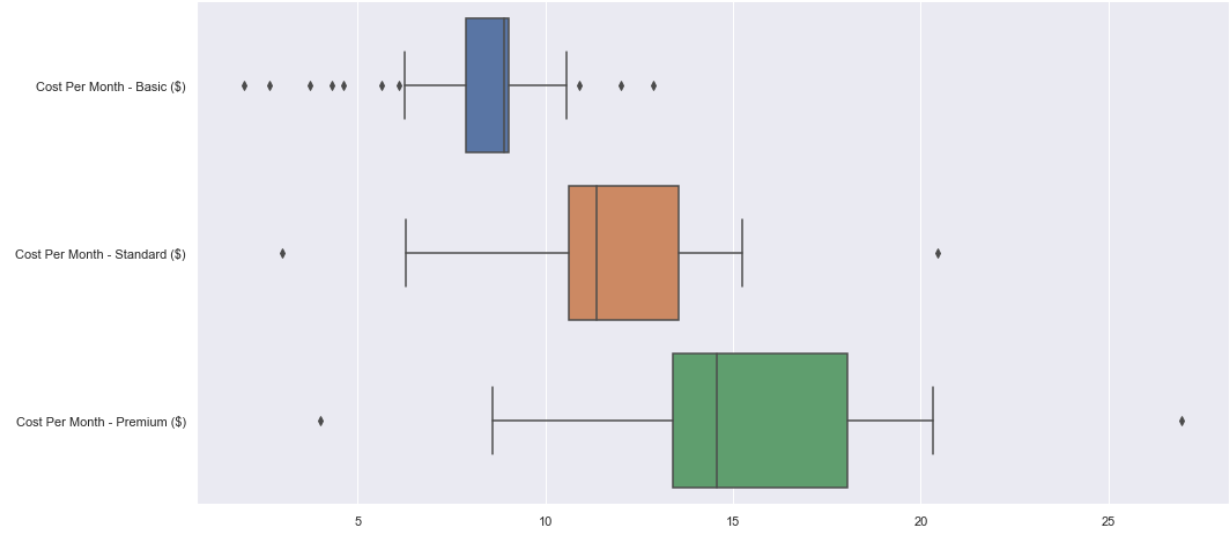 Cost Per Month - Basic ($)
Cost Per Month - Standard ($)
Cost Per Month - Premium ($)
5 10 15 20 25